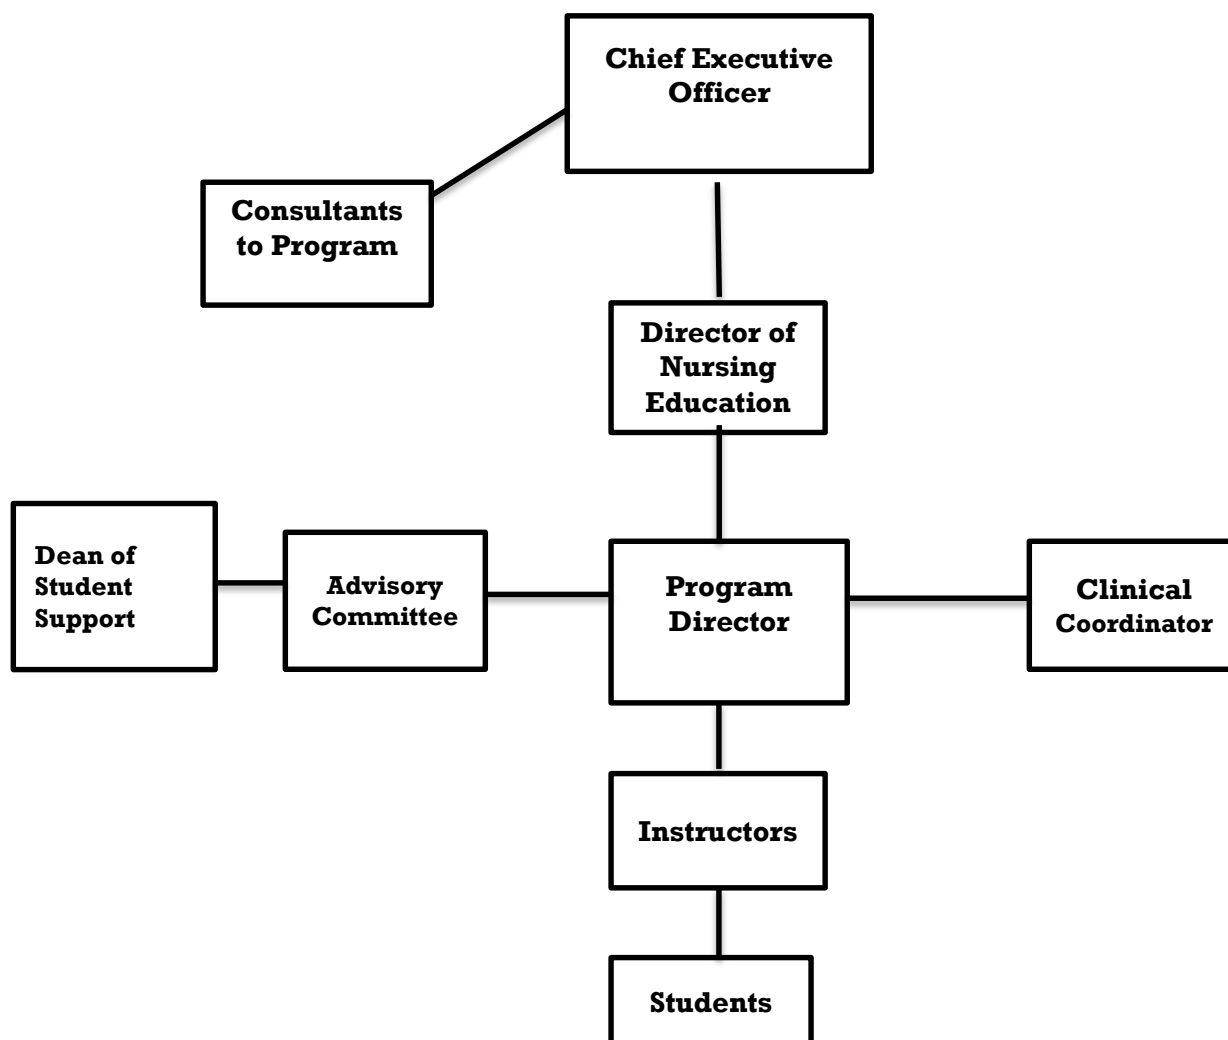 Chief Executive
Officer
Consultants
to Program
Director of
Nursing
Education
Dean of
Student
Support
Advisory
Committee
Program
Director
Clinical
Coordinator
Instructors
Students